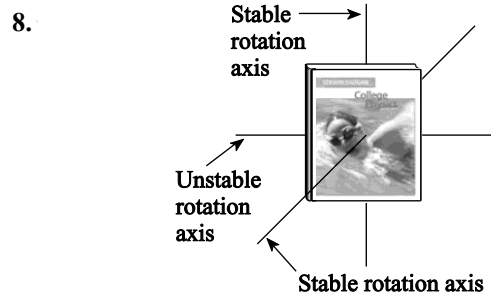 8.
Stable
rotation
axis
College
Physics
Unstable
rotation
axis
Stable rotation axis